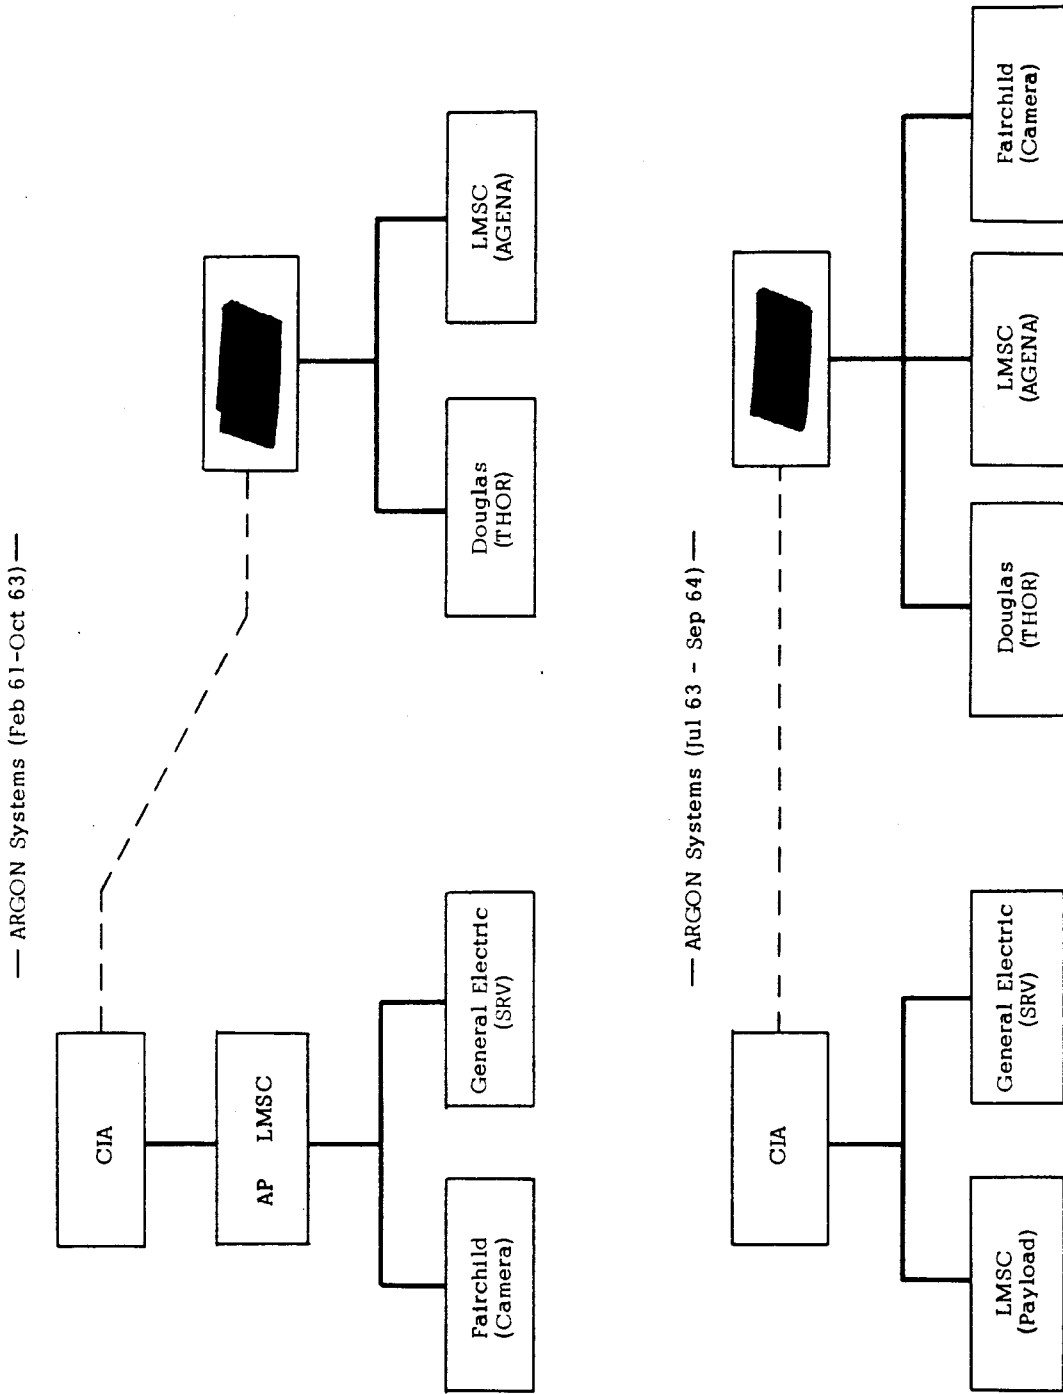 — ARGON Systems (Feb 61-Oct 63) —
CIA
AP LMSC
Fairchild
(Camera)
General Electric
(SRV)
Douglas
(THOR)
LMSC
(AGENA)
— ARGON Systems (Jul 63 - Sep 64) —
CIA
LMSC
(Payload)
General Electric
(SRV)
Douglas
(THOR)
LMSC
(AGENA)
Fairchild
(Camera)